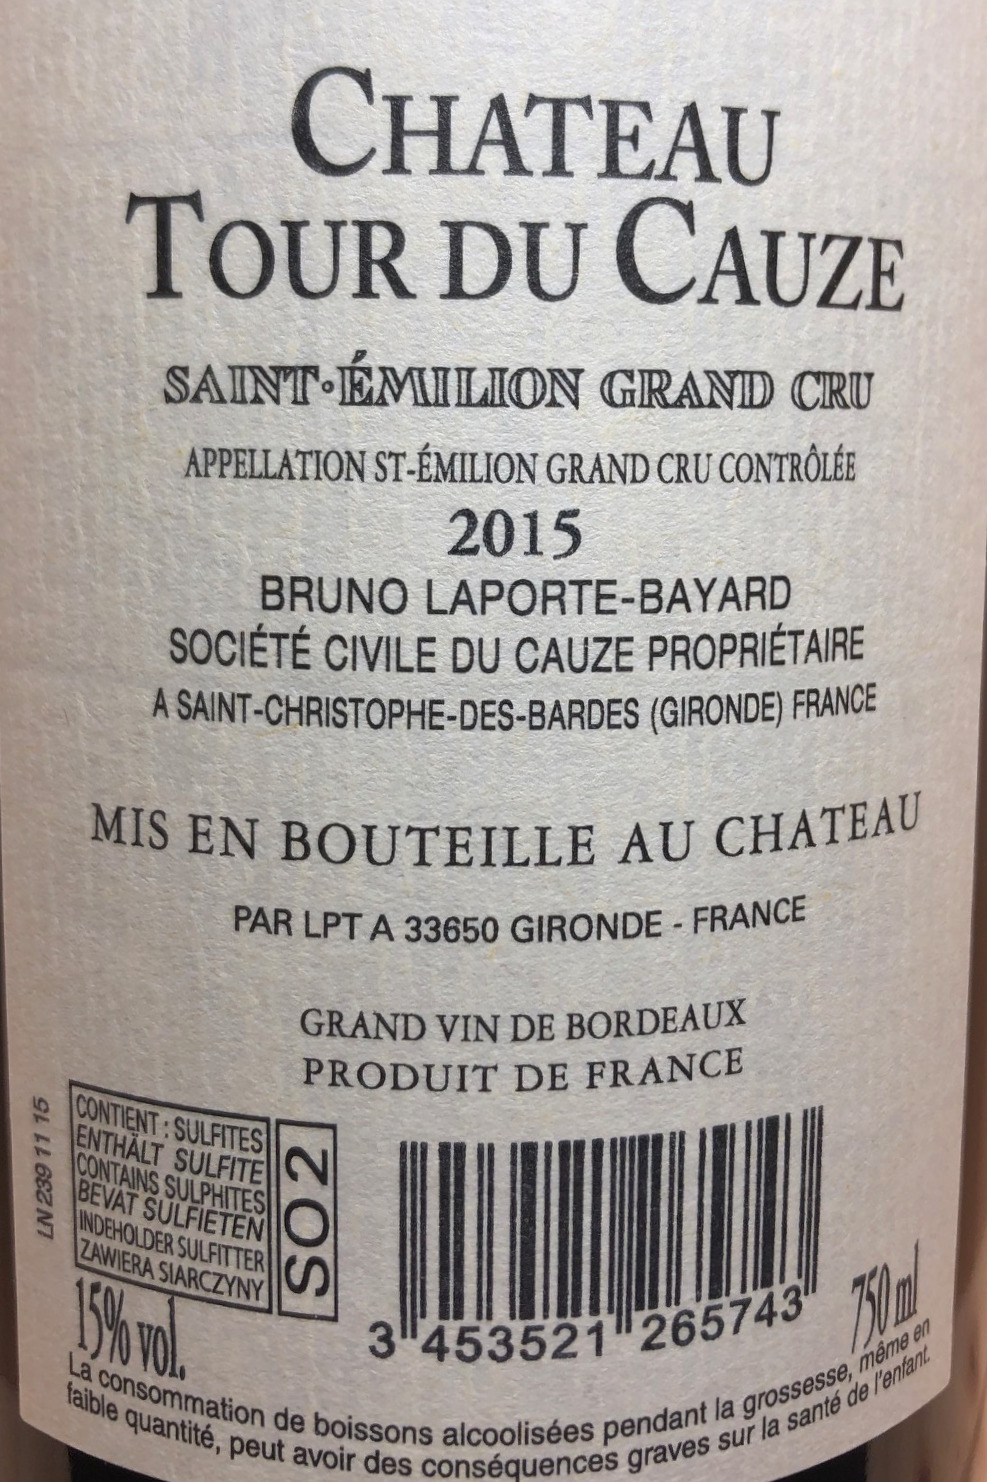 CHATEAU
TOUR DU CAUZE
SAINT•ÉMILION GRAND CRU
APPELLATION ST-ÉMILION GRAND CRU CONTRÔLÉE
2015
BRUNO LAPORTE-BAYARD
SOCIÉTÉ CIVILE DU CAUZE PROPRIÉTAIRE
A SAINT-CHRISTOPHE-DES-BARDES (GIRONDE) FRANCE
MIS EN BOUTEILLE AU CHATEAU
PAR LPT A 33650 GIRONDE - FRANCE
GRAND VIN DE BORDEAUX
PRODUIT DE FRANCE
LN 239 11 15
CONTIENT : SULFITES
ENTHÄLT SULFITE
CONTAINS SULPHITES
BEVAT SULFIETEN
INDEHOLDER SULFITTER
ZAWIERA SIARCZYNY
SO2
15% vol.
3 453521 265743
750 ml
La consommation de boissons alcoolisées pendant la grossesse, même en
faible quantité, peut avoir des conséquences graves sur la santé de l'enfant.